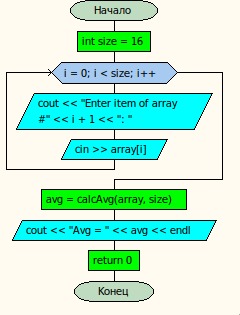 Начало
int size = 16
i = 0; i < size; i++
cout << "Enter item of array
#" << i + 1 << ": "
cin >> array[i]
avg = calcAvg(array, size)
cout << "Avg = " << avg << endl
return 0
Конец